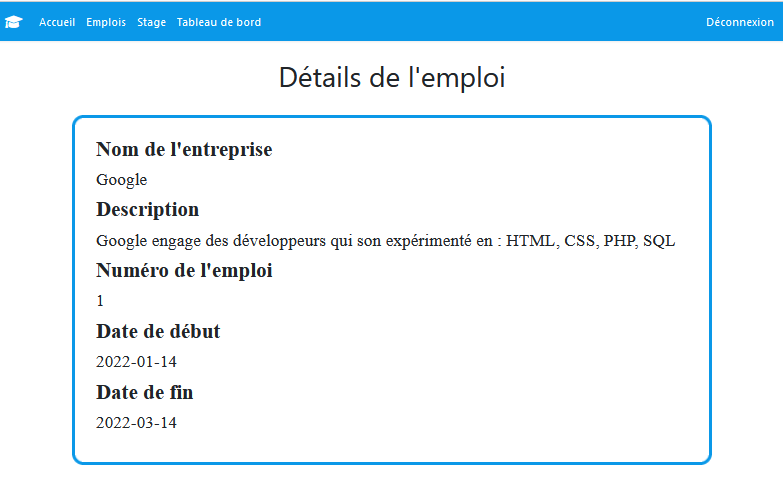 Accueil Emplois Stage Tableau de bord Déconnexion
Détails de l'emploi
Nom de l'entreprise
Google
Description
Google engage des développeurs qui son expérimenté en : HTML, CSS, PHP, SQL
Numéro de l'emploi
1
Date de début
2022-01-14
Date de fin
2022-03-14